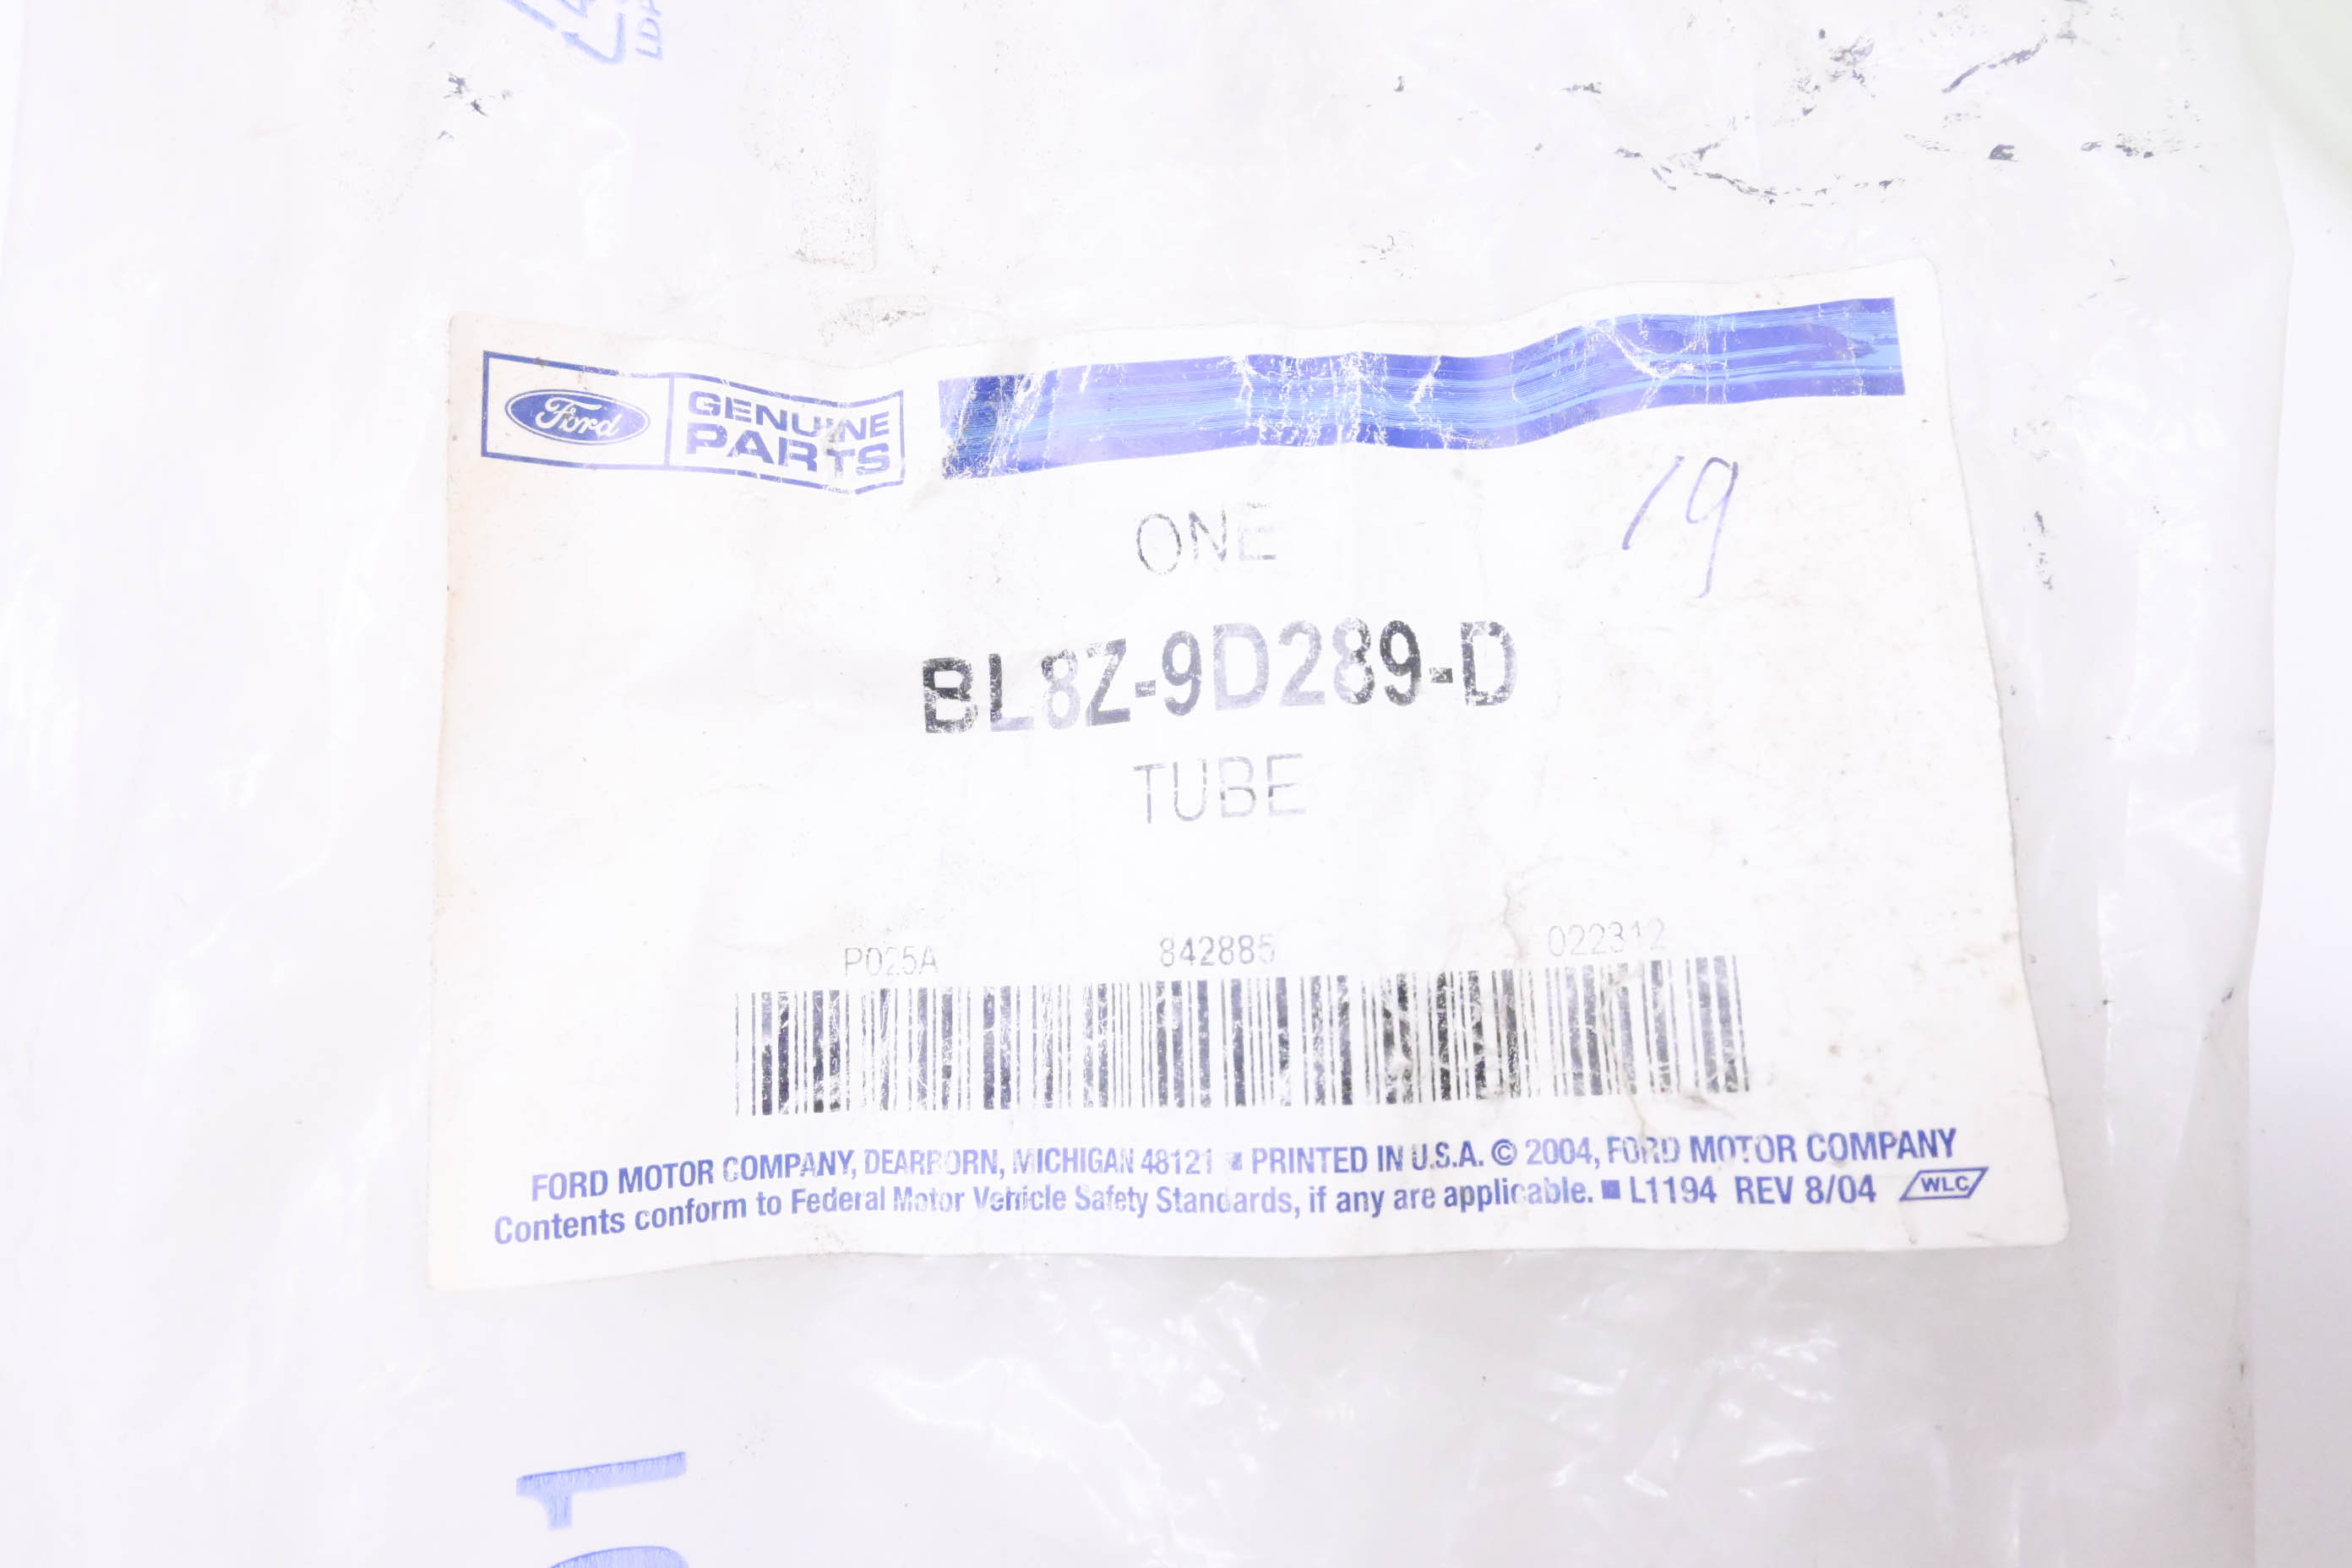 LDP
Ford GENUINE
PARTS
19
ONE
BL8Z-9D289-D
TUBE
P025A 842885 022312
FORD MOTOR COMPANY, DEARBORN, MICHIGAN 48121 ■ PRINTED IN U.S.A. © 2004, FORD MOTOR COMPANY
Contents conform to Federal Motor Vehicle Safety Standards, if any are applicable. ■ L1194 REV 8/04 WLC